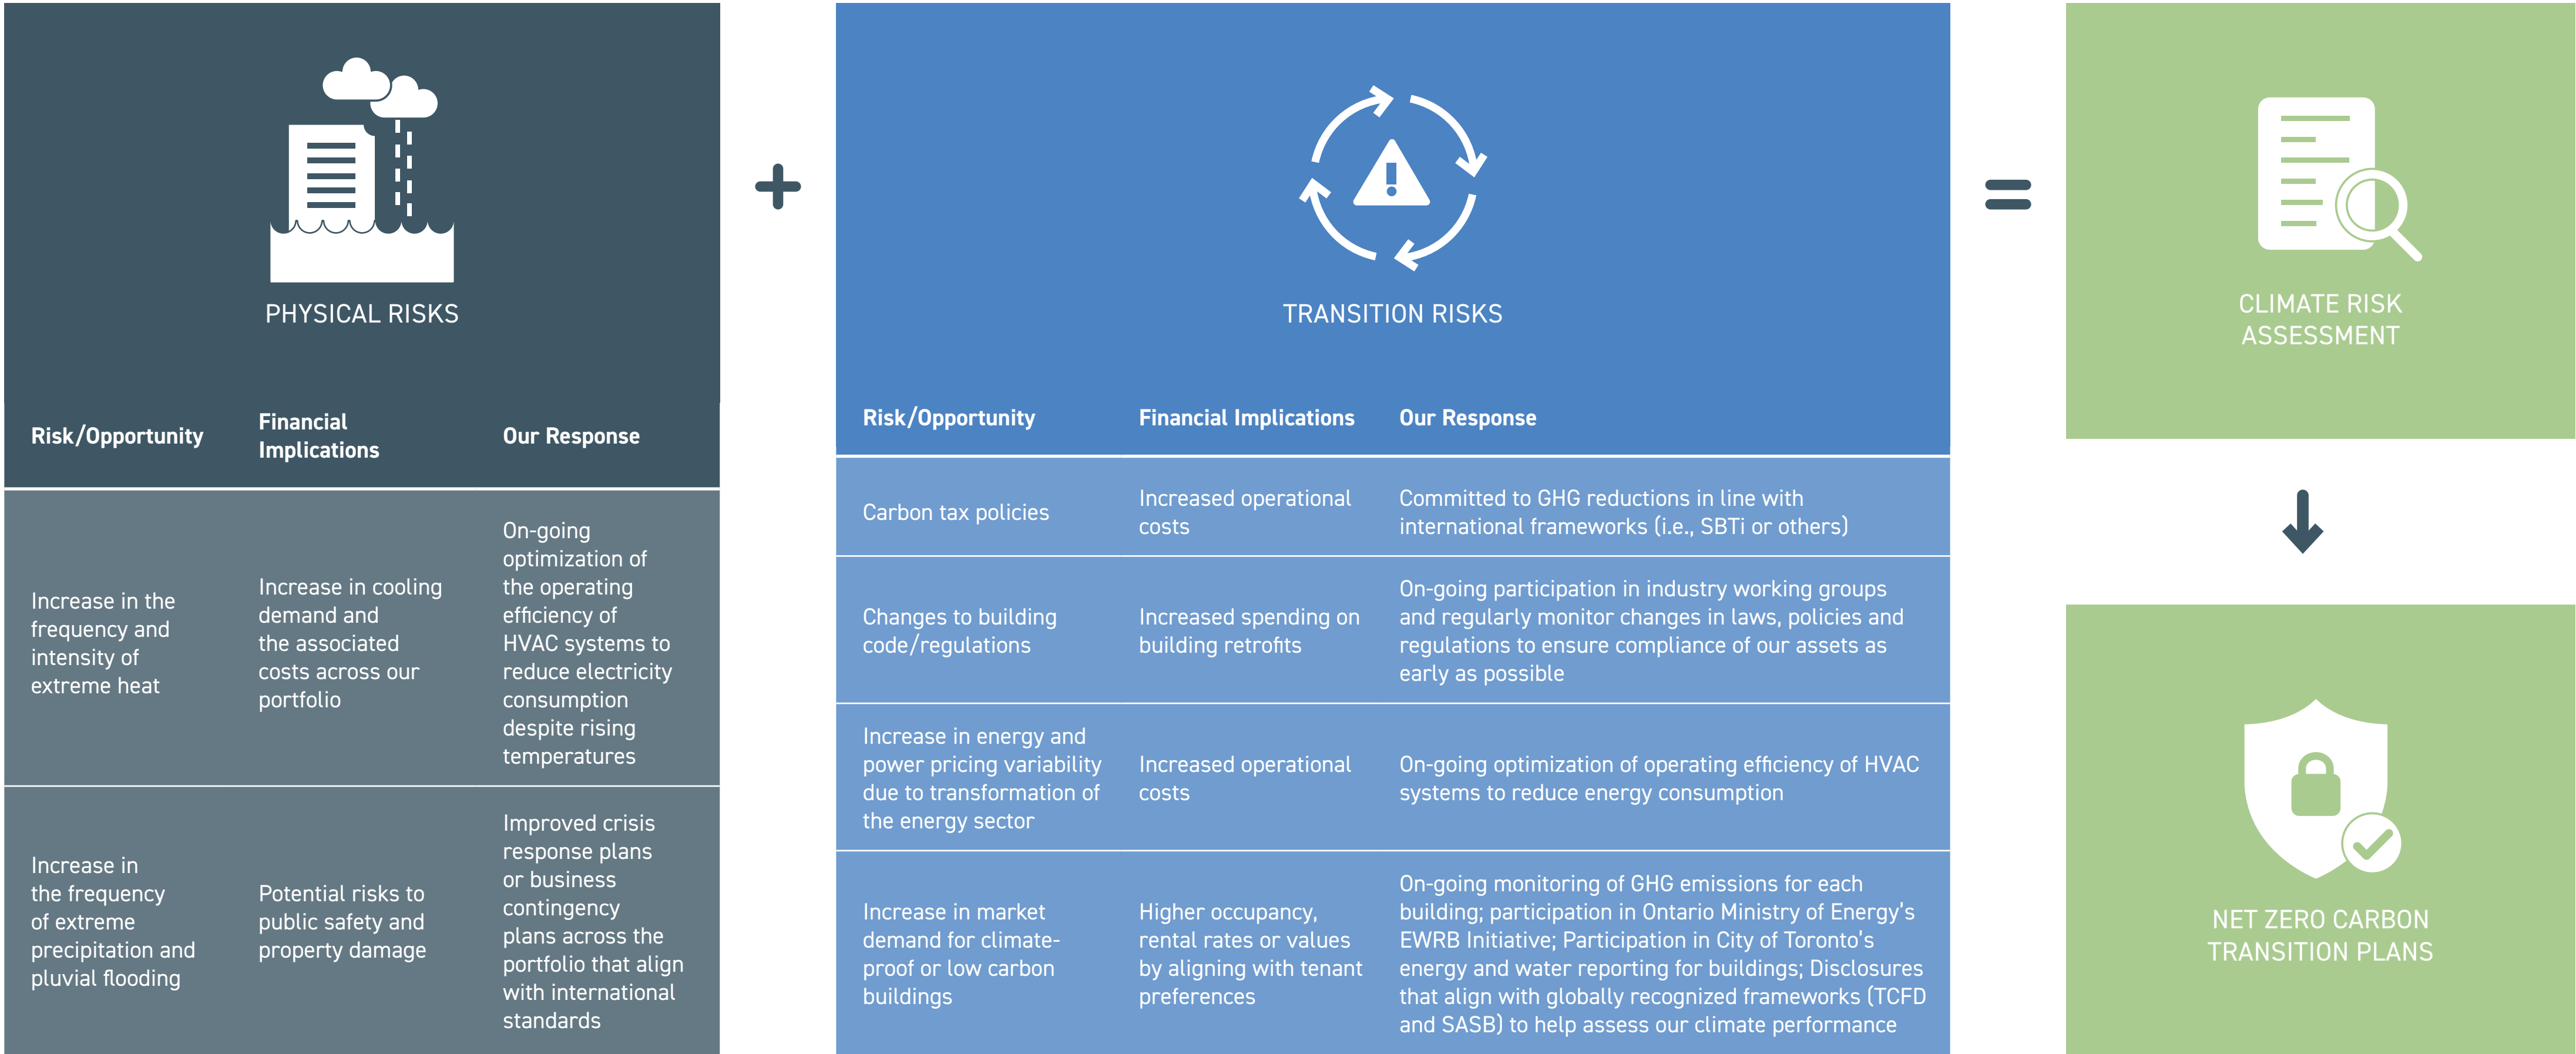 PHYSICAL RISKS
Risk/Opportunity
Financial
Implications
Our Response
Increase in the
frequency and
intensity of
extreme heat
Increase in cooling
demand and
the associated
costs across our
portfolio
On-going
optimization of
the operating
efficiency of
HVAC systems to
reduce electricity
consumption
despite rising
temperatures
Increase in
the frequency
of extreme
precipitation and
pluvial flooding
Potential risks to
public safety and
property damage
Improved crisis
response plans
or business
contingency
plans across the
portfolio that align
with international
standards
+
TRANSITION RISKS
Risk/Opportunity
Financial Implications
Our Response
Carbon tax policies
Increased operational
costs
Committed to GHG reductions in line with
international frameworks (i.e., SBTi or others)
Changes to building
code/regulations
Increased spending on
building retrofits
On-going participation in industry working groups
and regularly monitor changes in laws, policies and
regulations to ensure compliance of our assets as
early as possible
Increase in energy and
power pricing variability
due to transformation of
the energy sector
Increased operational
costs
On-going optimization of operating efficiency of HVAC
systems to reduce energy consumption
Increase in market
demand for climate-
proof or low carbon
buildings
Higher occupancy,
rental rates or values
by aligning with tenant
preferences
On-going monitoring of GHG emissions for each
building; participation in Ontario Ministry of Energy's
EWRB Initiative; Participation in City of Toronto's
energy and water reporting for buildings; Disclosures
that align with globally recognized frameworks (TCFD
and SASB) to help assess our climate performance
=
CLIMATE RISK
ASSESSMENT
NET ZERO CARBON
TRANSITION PLANS